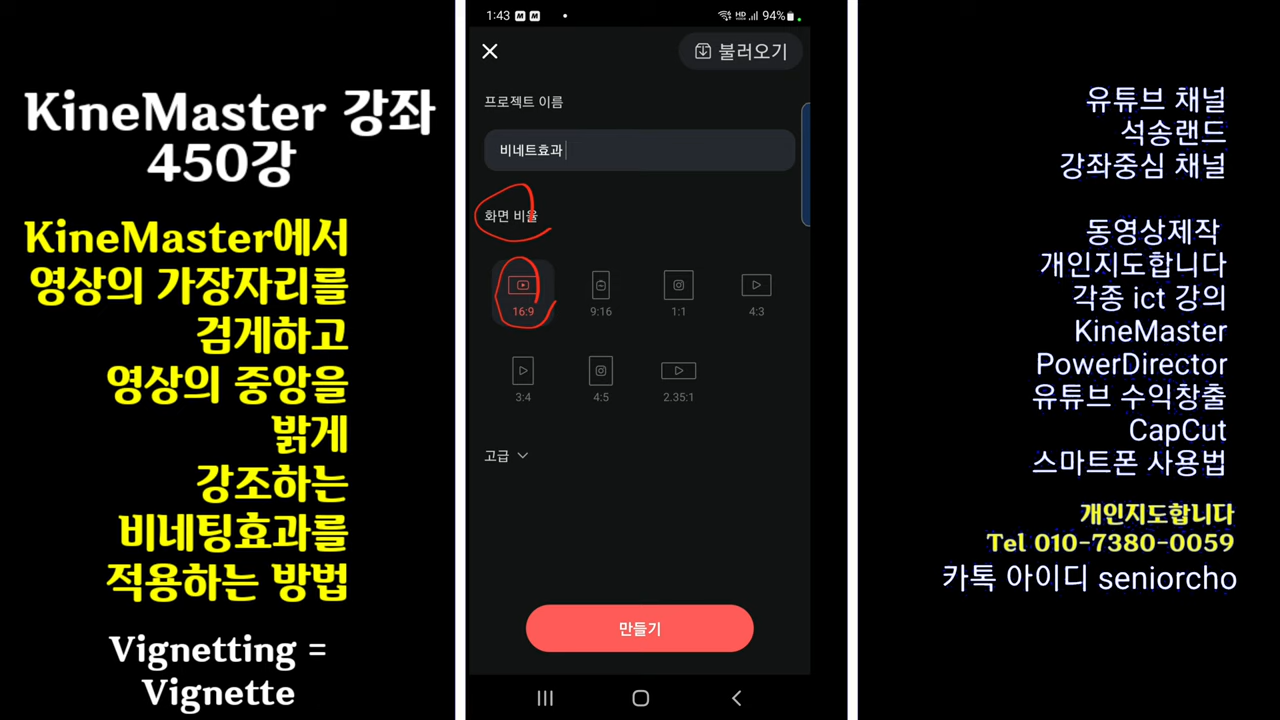 KineMaster 강좌
450강
KineMaster에서
영상의 가장자리를
검게하고
영상의 중앙을
밝게
강조하는
비네팅효과를
적용하는 방법
Vignetting =
Vignette
1:43
94%
불러오기
프로젝트 이름
비네트효과
화면 비율
16:9
9:16
1:1
4:3
3:4
4:5
2.35:1
고급
만들기
유튜브 채널
석송랜드
강좌중심 채널
동영상제작
개인지도합니다
각종 ict 강의
KineMaster
PowerDirector
유튜브 수익창출
CapCut
스마트폰 사용법
개인지도합니다
Tel 010-7380-0059
카톡 아이디 seniorcho